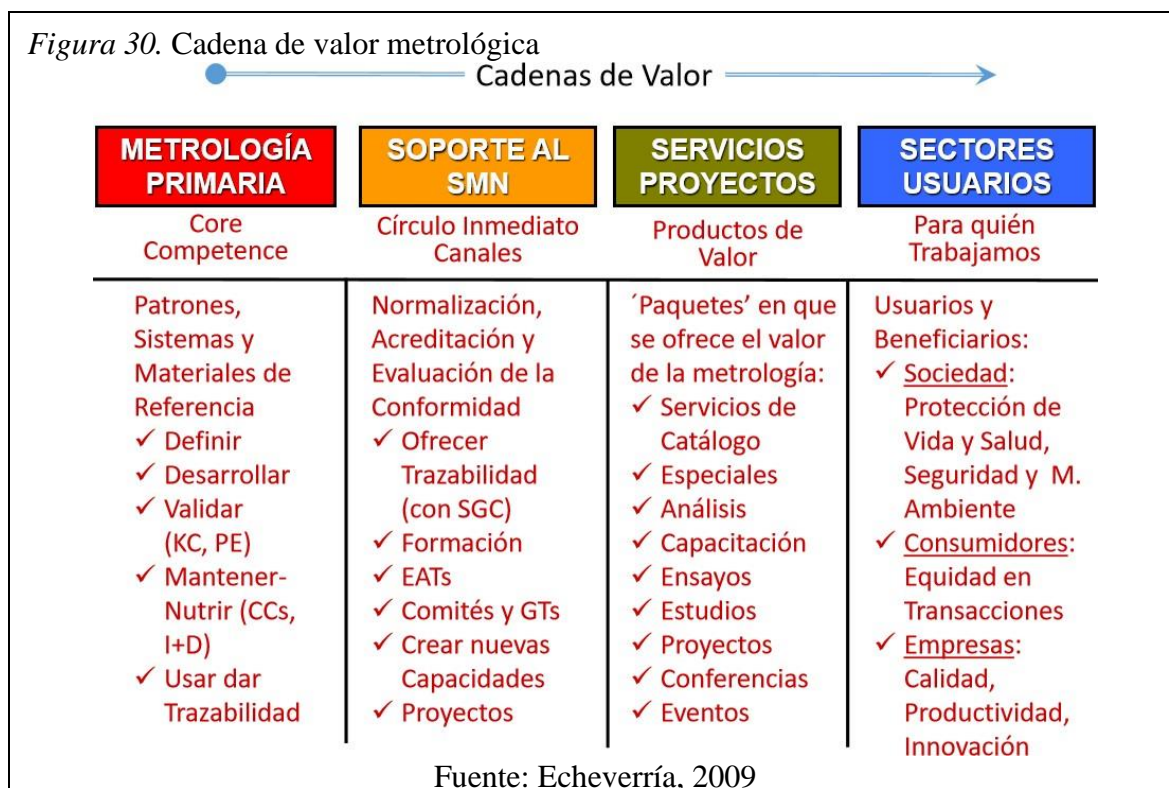 Figura 30. Cadena de valor metrológica
Cadenas de Valor
METROLOGÍA
PRIMARIA
Core
Competence
Patrones,
Sistemas y
Materiales de
Referencia
✓ Definir
✓ Desarrollar
✓ Validar
(KC, PE)
✓ Mantener-
Nutrir (CCs,
I+D)
✓ Usar dar
Trazabilidad
SOPORTE AL
SMN
Círculo Inmediato
Canales
Normalización,
Acreditación y
Evaluación de la
Conformidad
✓ Ofrecer
Trazabilidad
(con SGC)
✓ Formación
✓ EATs
✓ Comités y GTs
✓ Crear nuevas
Capacidades
✓ Proyectos
SERVICIOS
PROYECTOS
Productos de
Valor
´Paquetes’ en que
se ofrece el valor
de la metrología:
✓ Servicios de
Catálogo
✓ Especiales
✓ Análisis
✓ Capacitación
✓ Ensayos
✓ Estudios
✓ Proyectos
✓ Conferencias
✓ Eventos
SECTORES
USUARIOS
Para quién
Trabajamos
Usuarios y
Beneficiarios:
✓ Sociedad:
Protección de
Vida y Salud,
Seguridad y M.
Ambiente
✓ Consumidores:
Equidad en
Transacciones
✓ Empresas:
Calidad,
Productividad,
Innovación
Fuente: Echeverría, 2009